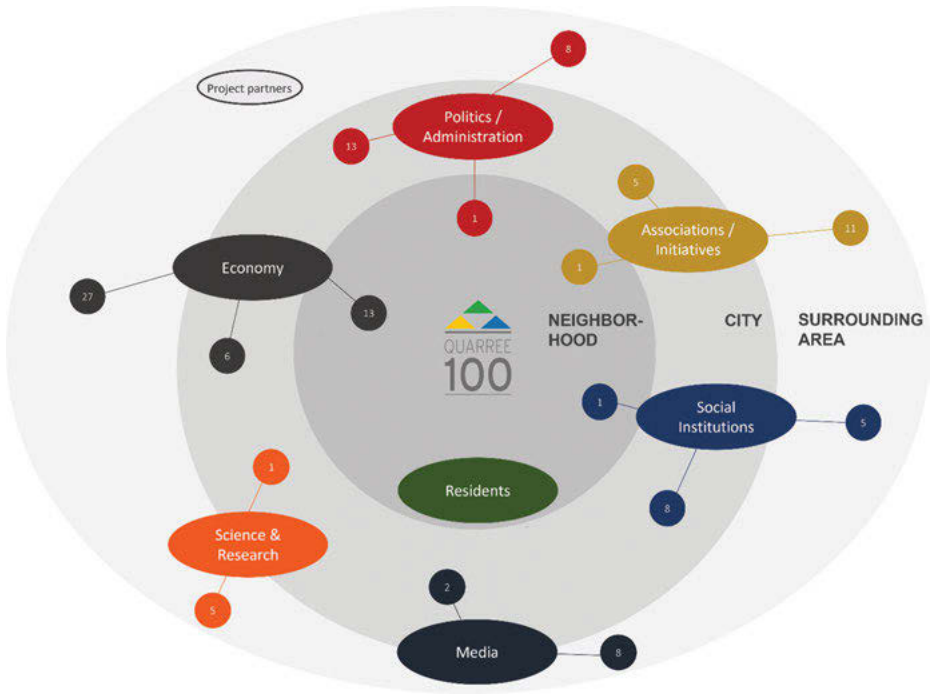 8
Project partners
Politics /
Administration
13
1
5
Associations /
Initiatives
11
1
Economy
27
13
6
NEIGHBOR-
HOOD
CITY
SURROUNDING
AREA
QUARREE
100
1
Social
Institutions
5
8
Residents
1
Science &
Research
5
2
Media
8